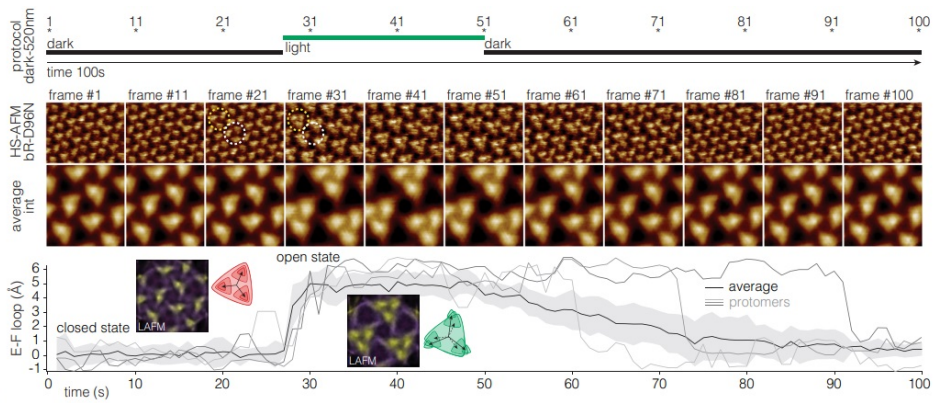 protocol
dark-520nm
1 11 21 31 41 51 61 71 81 91 100
* * * * * * * * * * *
dark light dark
time 100s
frame #1 frame #11 frame #21 frame #31 frame #41 frame #51 frame #61 frame #71 frame #81 frame #91 frame #100
HS-AFM
bR-D96N
average
int
E-F loop (Å)
6
5
4
3
2
1
0
-1
open state
closed state
LAFM
LAFM
average
protomers
time (s) 10 20 30 40 50 60 70 80 90 100